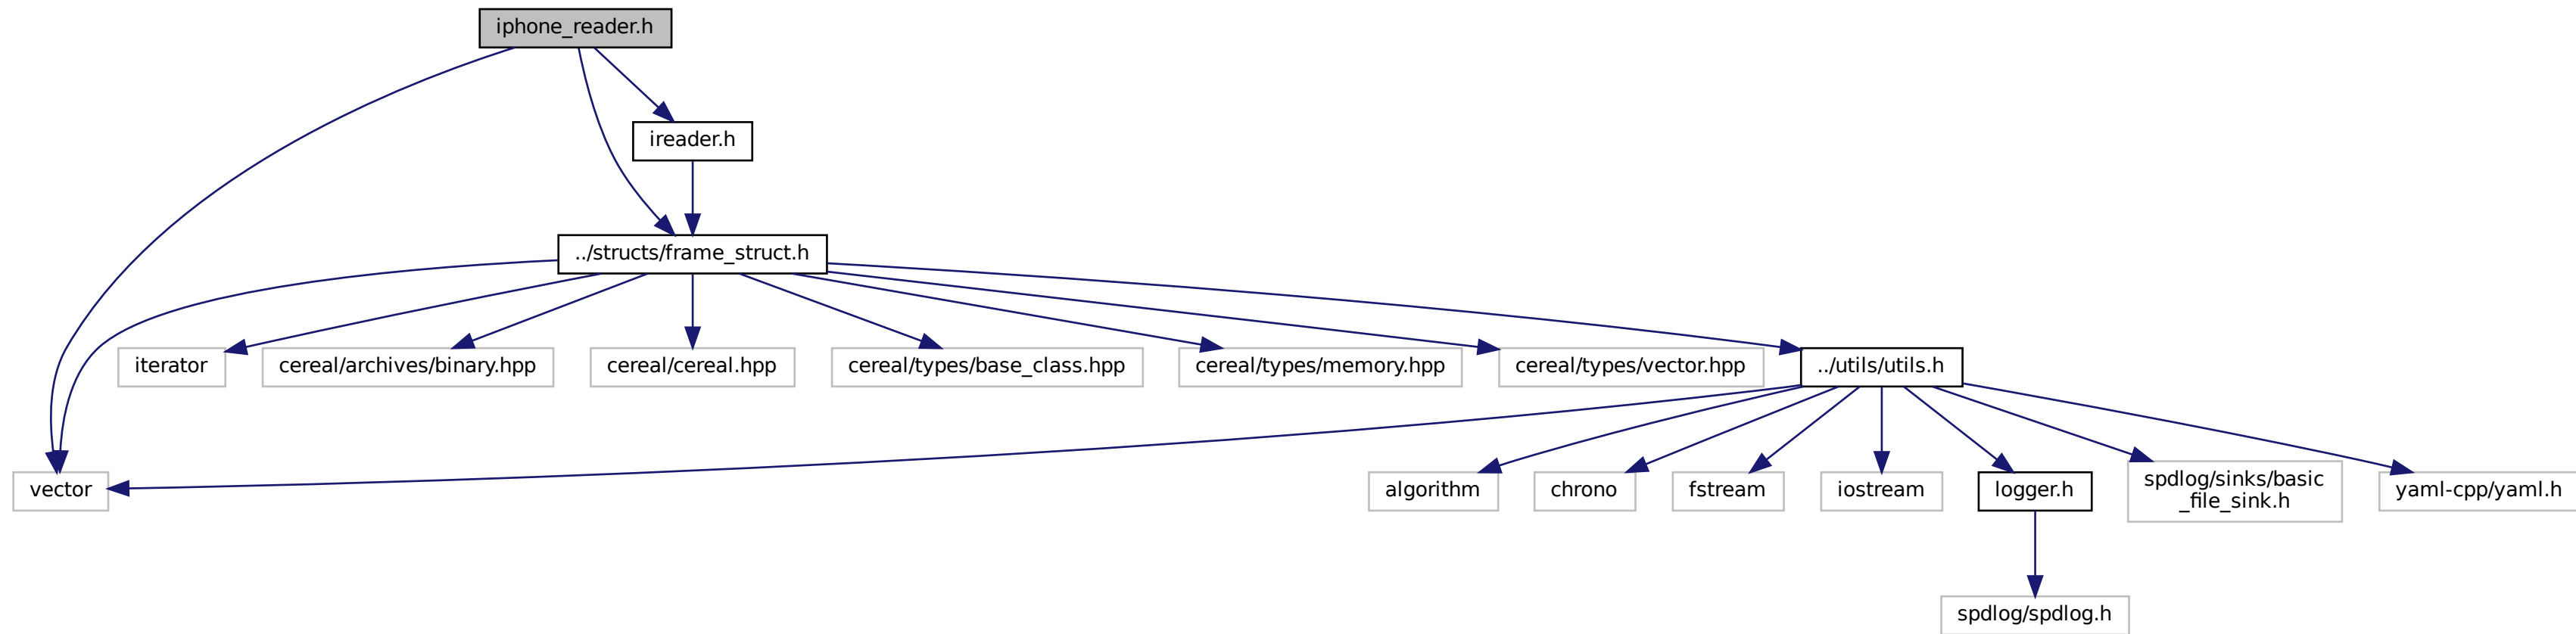 iphone_reader.h
ireader.h
../structs/frame_struct.h
iterator
cereal/archives/binary.hpp
cereal/cereal.hpp
cereal/types/base_class.hpp
cereal/types/memory.hpp
cereal/types/vector.hpp
../utils/utils.h
vector
algorithm
chrono
fstream
iostream
logger.h
spdlog/sinks/basic
_file_sink.h
yaml-cpp/yaml.h
spdlog/spdlog.h